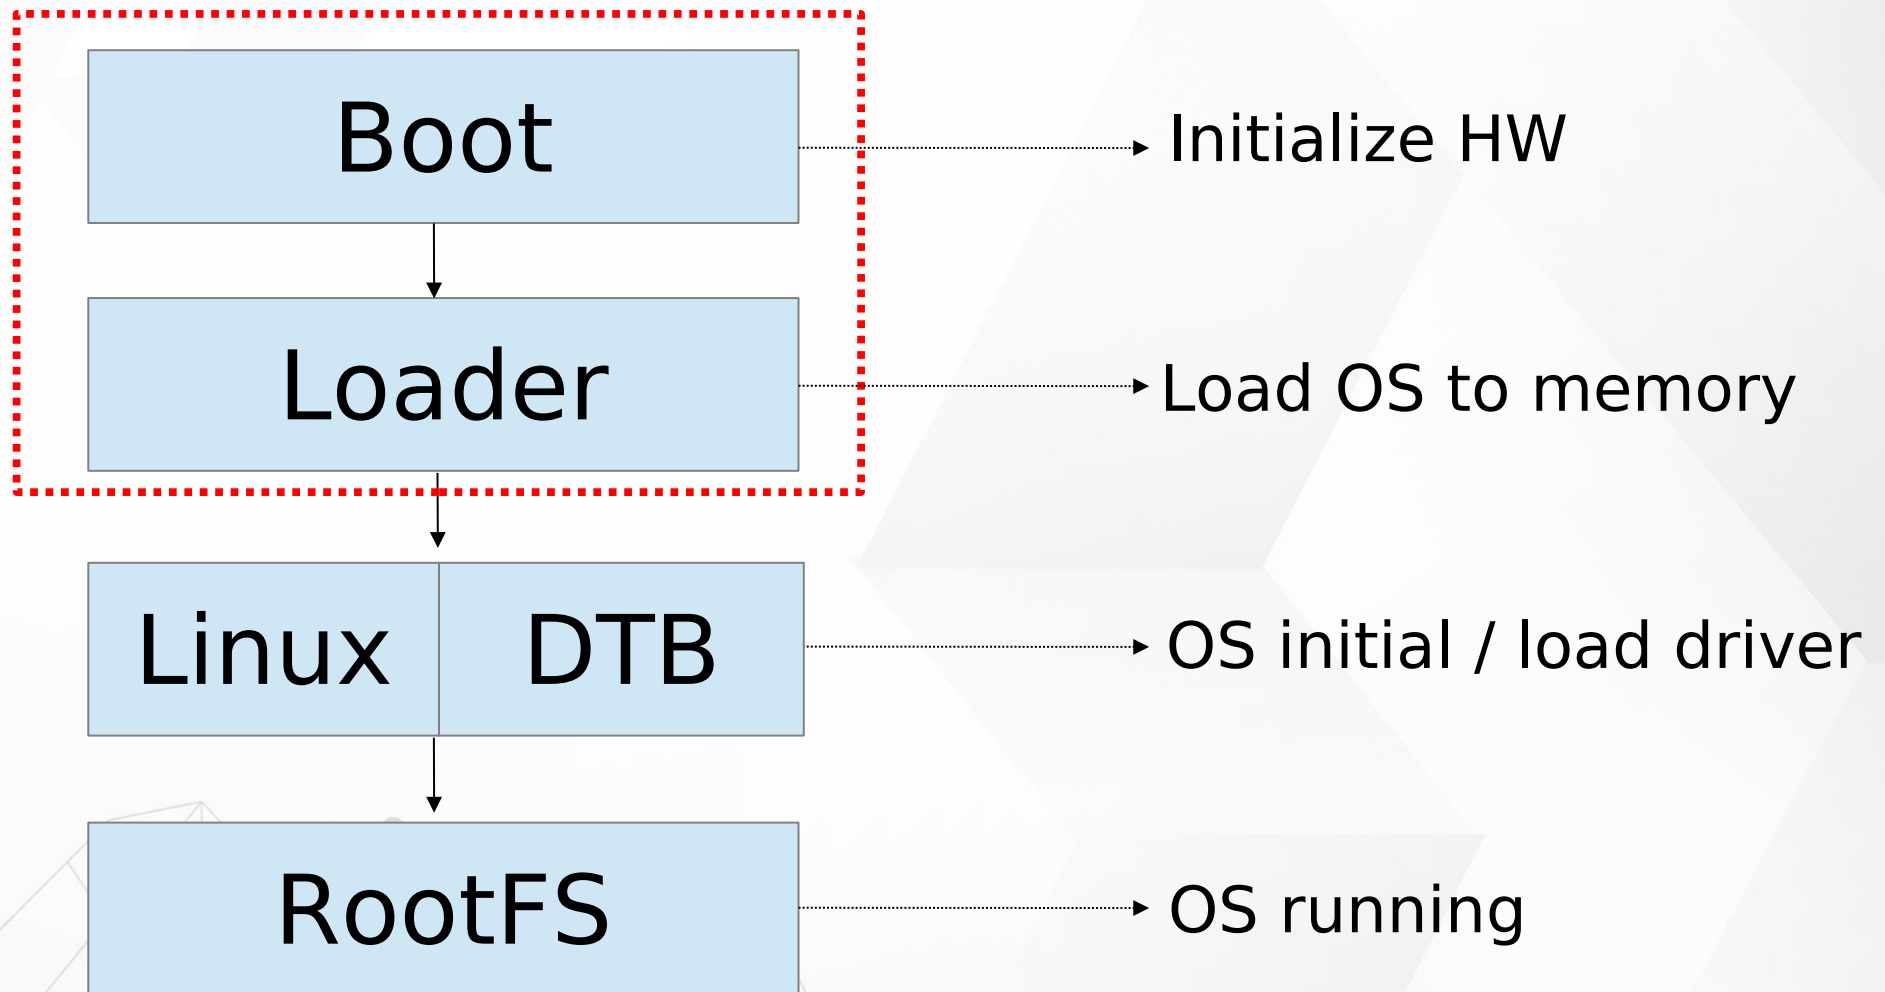 Boot
Initialize HW
Loader
Load OS to memory
Linux
DTB
OS initial / load driver
RootFS
OS running